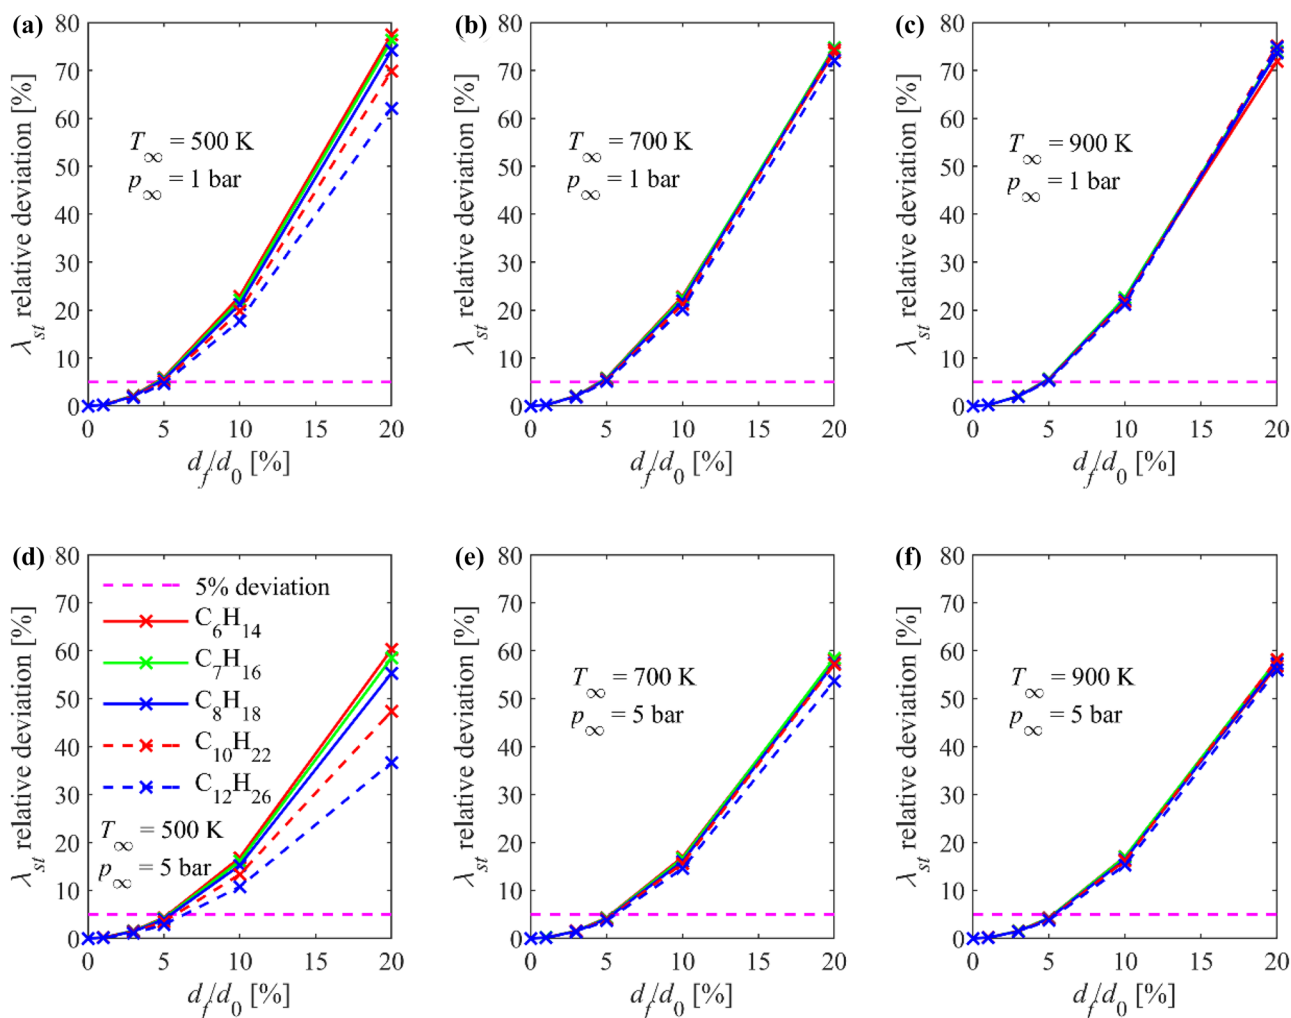 (a)
λst relative deviation [%]
80
70
60
50
40
30
20
10
0
T∞ = 500 K
p∞ = 1 bar
0 5 10 15 20
df/d0 [%]
(b)
λst relative deviation [%]
80
70
60
50
40
30
20
10
0
T∞ = 700 K
p∞ = 1 bar
0 5 10 15 20
df/d0 [%]
(c)
λst relative deviation [%]
80
70
60
50
40
30
20
10
0
T∞ = 900 K
p∞ = 1 bar
0 5 10 15 20
df/d0 [%]
(d)
λst relative deviation [%]
80
70
60
50
40
30
20
10
0
5% deviation
C6H14
C7H16
C8H18
C10H22
C12H26
T∞ = 500 K
p∞ = 5 bar
0 5 10 15 20
df/d0 [%]
(e)
λst relative deviation [%]
80
70
60
50
40
30
20
10
0
T∞ = 700 K
p∞ = 5 bar
0 5 10 15 20
df/d0 [%]
(f)
λst relative deviation [%]
80
70
60
50
40
30
20
10
0
T∞ = 900 K
p∞ = 5 bar
0 5 10 15 20
df/d0 [%]